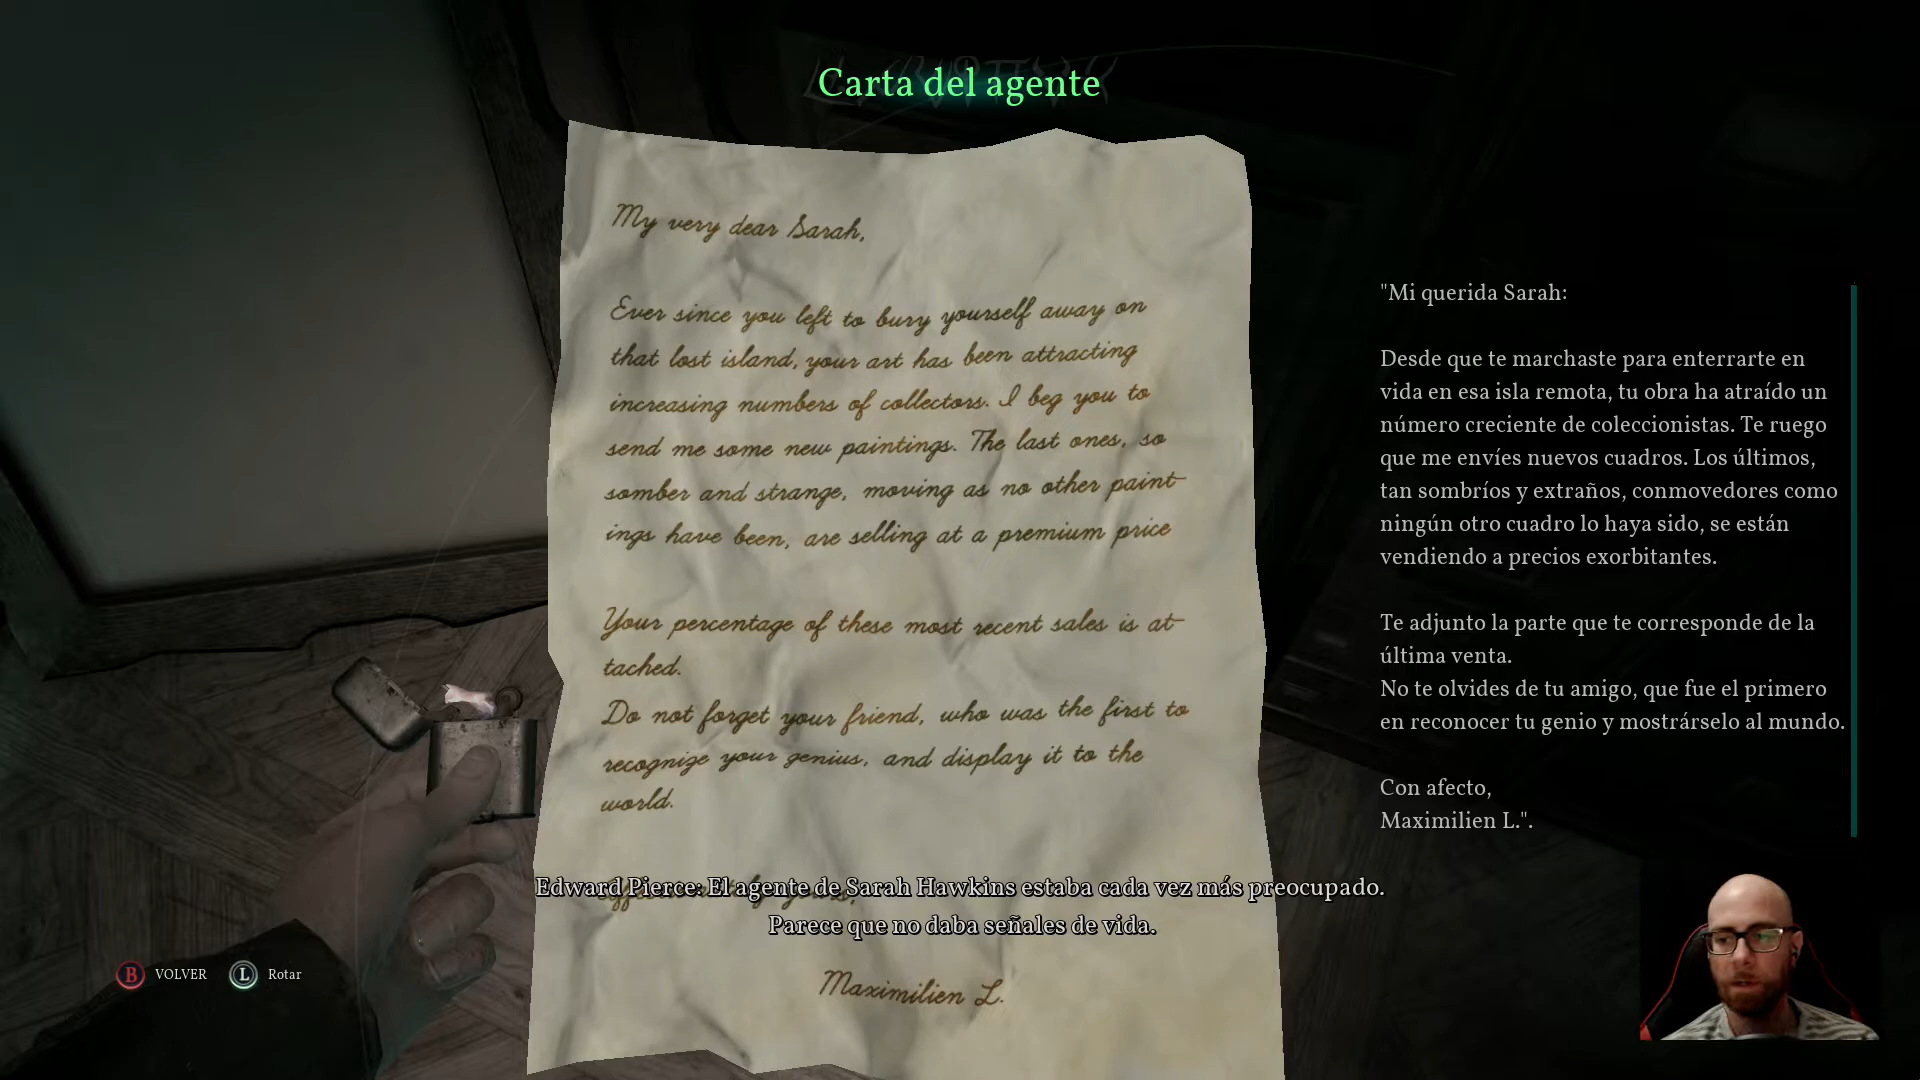 Carta del agente
My very dear Sarah,
Ever since you left to bury yourself away on
that lost island, your art has been attracting
increasing numbers of collectors. I beg you to
send me some new paintings. The last ones, so
somber and strange, moving as no other paint-
ings have been, are selling at a premium price
Your percentage of these most recent sales is at-
tached.
Do not forget your friend, who was the first to
recognize your genius, and display it to the
world.
Maximilien L.
"Mi querida Sarah:
Desde que te marchaste para enterrarte en
vida en esa isla remota, tu obra ha atraído un
número creciente de coleccionistas. Te ruego
que me envíes nuevos cuadros. Los últimos,
tan sombríos y extraños, conmovedores como
ningún otro cuadro lo haya sido, se están
vendiendo a precios exorbitantes.
Te adjunto la parte que te corresponde de la
última venta.
No te olvides de tu amigo, que fue el primero
en reconocer tu genio y mostrárselo al mundo.
Con afecto,
Maximilien L.".
Edward Pierce: El agente de Sarah Hawkins estaba cada vez más preocupado.
Parece que no daba señales de vida.
B VOLVER L Rotar